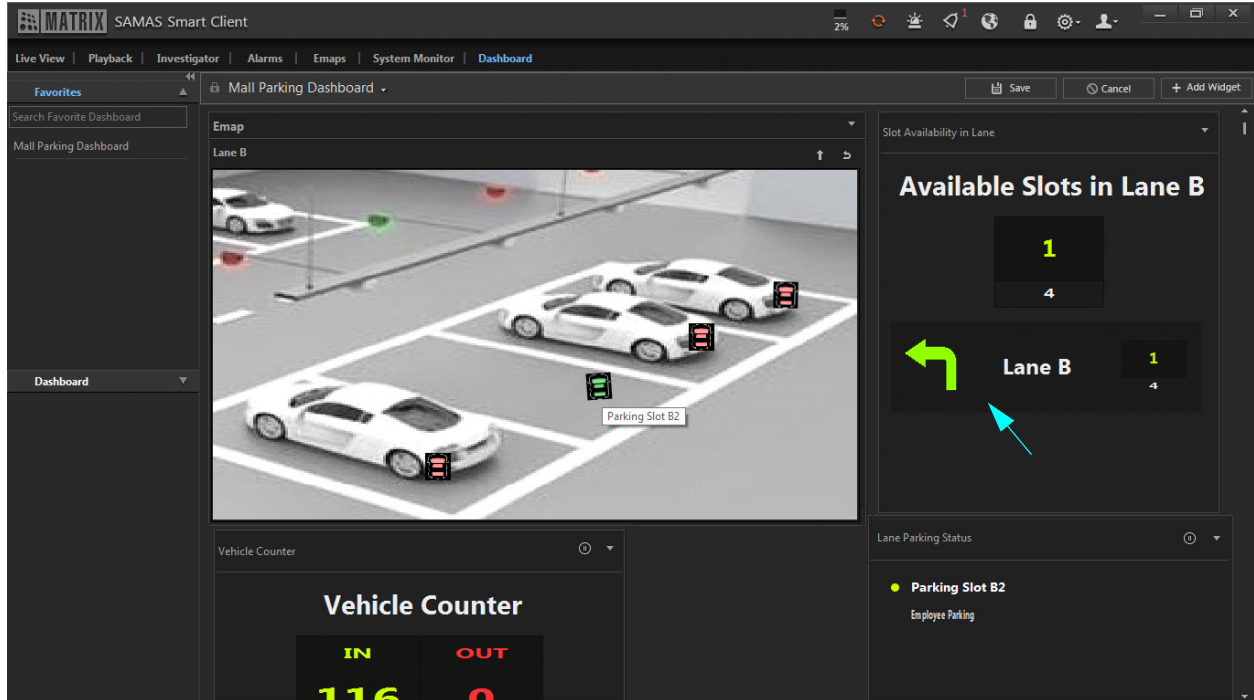 MATRIX SAMAS Smart Client
2%
1
Live View | Playback | Investigator | Alarms | Emaps | System Monitor | Dashboard
Favorites
Mall Parking Dashboard
Save
Cancel
+ Add Widget
Search Favorite Dashboard
Mall Parking Dashboard
Dashboard
Emap
Lane B
Parking Slot B2
Slot Availability in Lane
Available Slots in Lane B
1
4
Lane B
1
4
Vehicle Counter
Vehicle Counter
IN OUT
116 0
Lane Parking Status
Parking Slot B2
Employee Parking